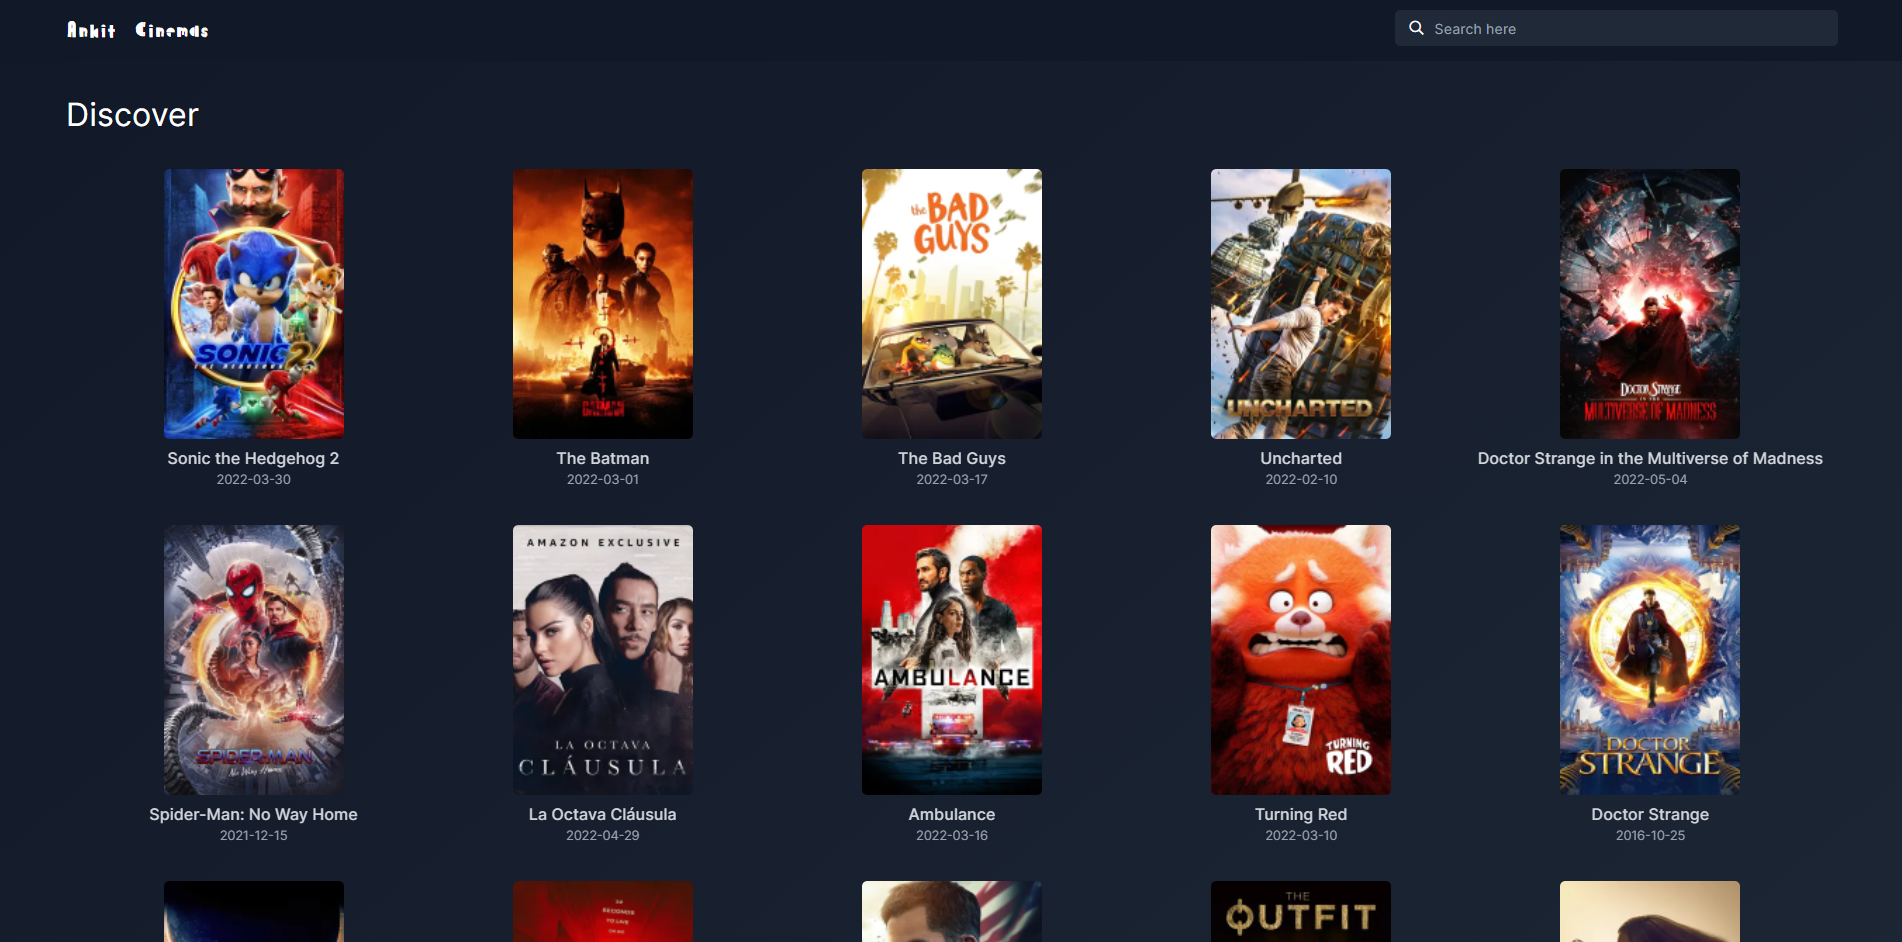 Ankit Cinemas
Search here
Discover
SONIC 2
THE HEDGEHOG
THE BATMAN
the BAD
GUYS
UNCHARTED
DOCTOR STRANGE
IN THE
MULTIVERSE OF MADNESS
Sonic the Hedgehog 2
The Batman
The Bad Guys
Uncharted
Doctor Strange in the Multiverse of Madness
2022-03-30
2022-03-01
2022-03-17
2022-02-10
2022-05-04
SPIDER-MAN
No Way Home
AMAZON EXCLUSIVE
LA OCTAVA
CLÁUSULA
AMBULANCE
TURNING
RED
DOCTOR
STRANGE
Spider-Man: No Way Home
La Octava Cláusula
Ambulance
Turning Red
Doctor Strange
2021-12-15
2022-04-29
2022-03-16
2022-03-10
2016-10-25
SECONDS
TO LIVE
THE
OUTFIT